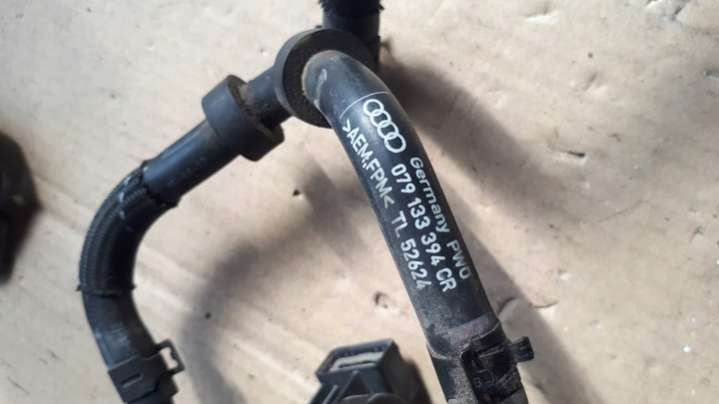 Germany PWO
079 133 394 CR
>AEM.FPM< TL 52624